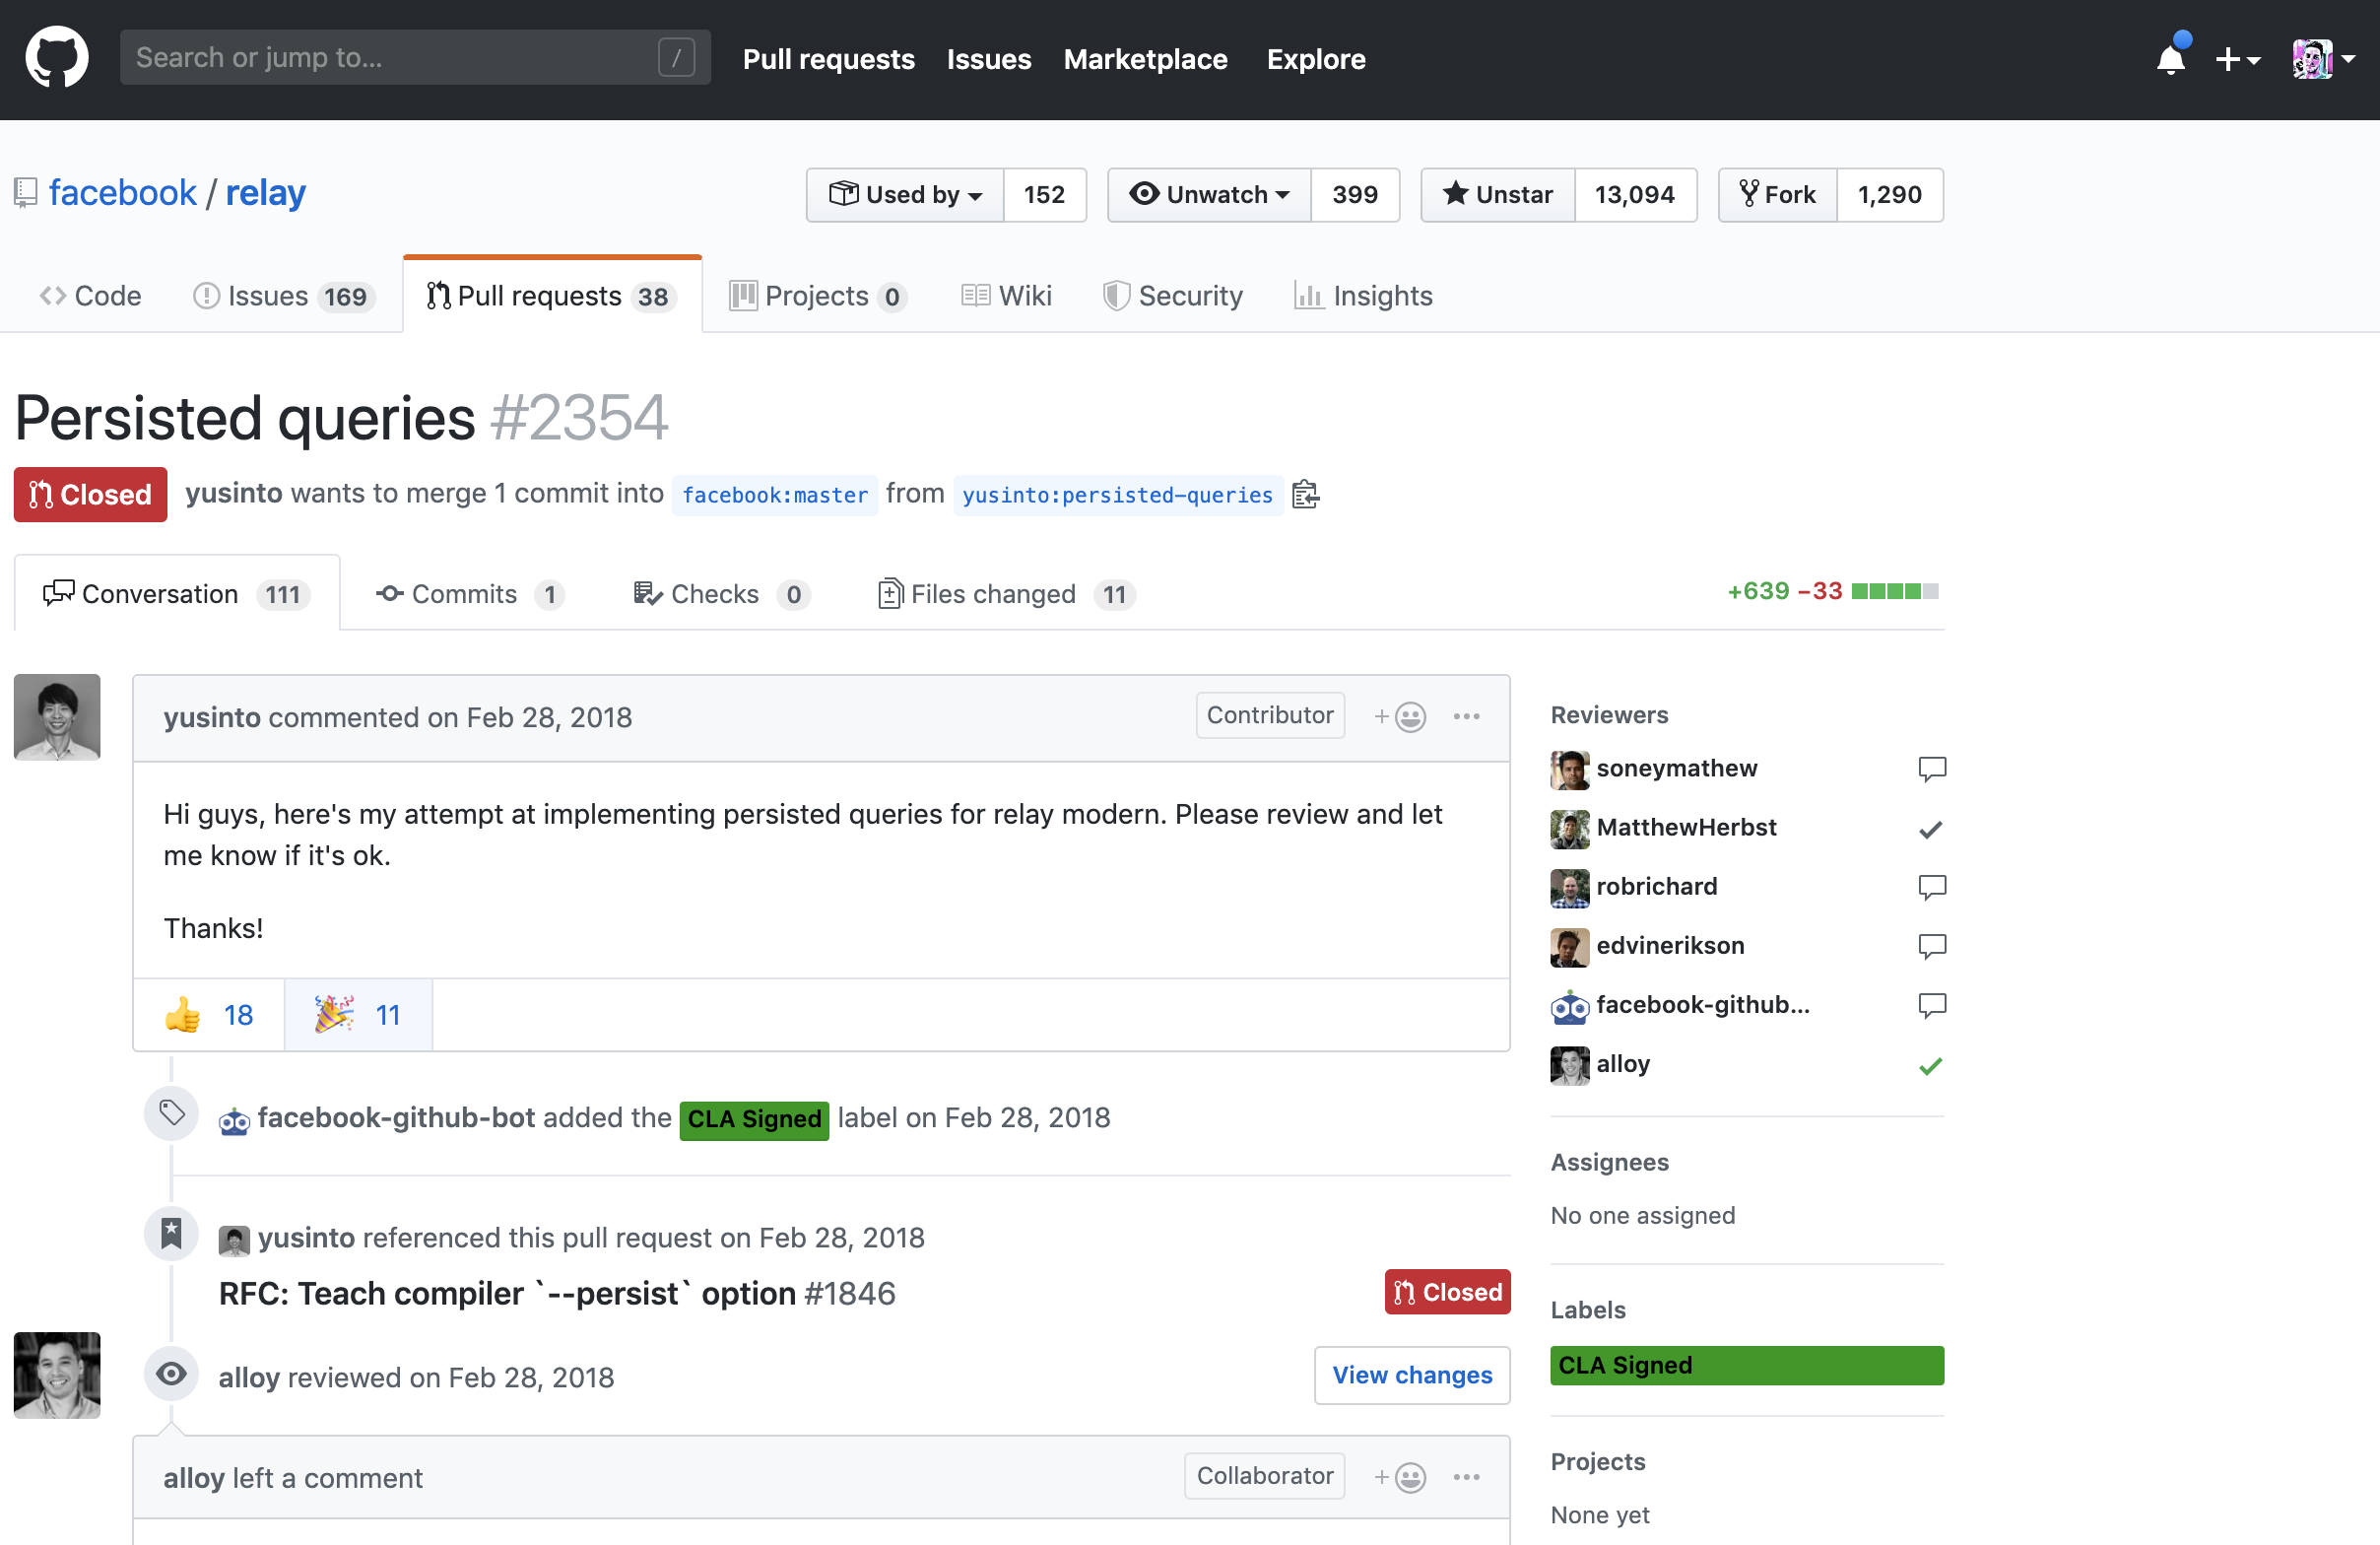 Search or jump to... /
Pull requests Issues Marketplace Explore
facebook / relay
Used by 152 Unwatch 399 Unstar 13,094 Fork 1,290
Code Issues 169 Pull requests 38 Projects 0 Wiki Security Insights
Persisted queries #2354
Closed yusinto wants to merge 1 commit into facebook:master from yusinto:persisted-queries
Conversation 111 Commits 1 Checks 0 Files changed 11 +639 −33
yusinto commented on Feb 28, 2018 Contributor
Hi guys, here's my attempt at implementing persisted queries for relay modern. Please review and let
me know if it's ok.
Thanks!
18 11
facebook-github-bot added the CLA Signed label on Feb 28, 2018
yusinto referenced this pull request on Feb 28, 2018
RFC: Teach compiler `--persist` option #1846 Closed
alloy reviewed on Feb 28, 2018 View changes
alloy left a comment Collaborator
Reviewers
soneymathew
MatthewHerbst
robrichard
edvinerikson
facebook-github...
alloy
Assignees
No one assigned
Labels
CLA Signed
Projects
None yet